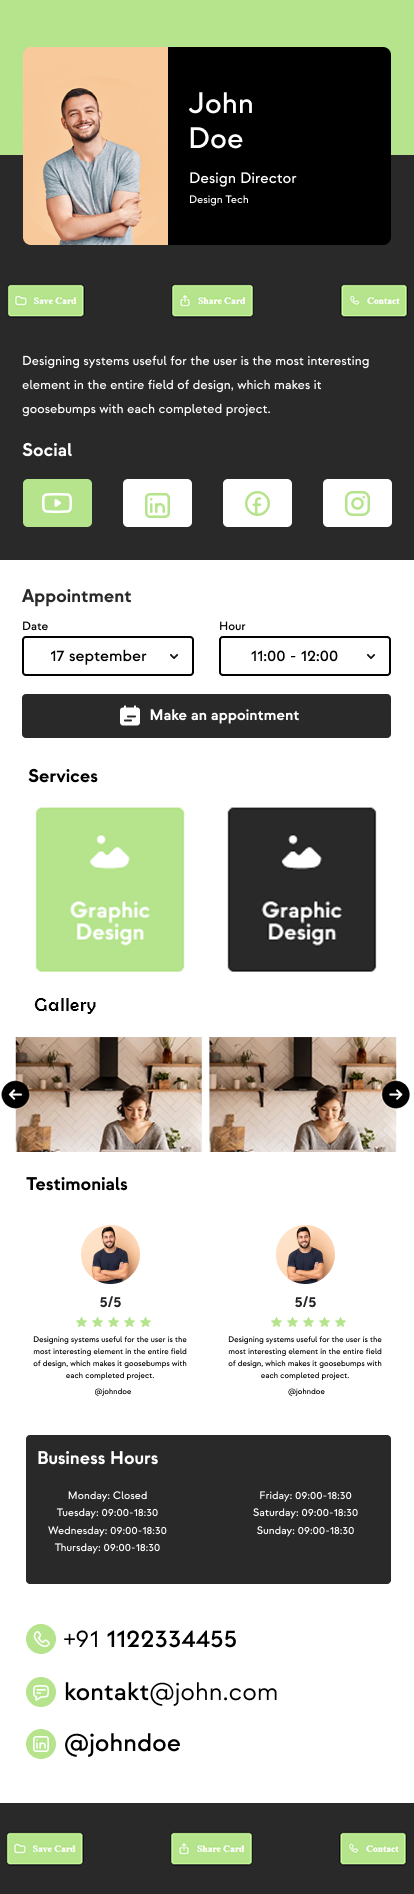 John
Doe
Design Director
Design Tech
Save Card
Share Card
Contact
Designing systems useful for the user is the most interesting
element in the entire field of design, which makes it
goosebumps with each completed project.
Social
Appointment
Date
Hour
17 september
11:00 - 12:00
Make an appointment
Services
Graphic
Design
Graphic
Design
Gallery
Testimonials
5/5
Designing systems useful for the user is the
most interesting element in the entire field
of design, which makes it goosebumps with
each completed project.
@johndoe
5/5
Designing systems useful for the user is the
most interesting element in the entire field
of design, which makes it goosebumps with
each completed project.
@johndoe
Business Hours
Monday: Closed
Tuesday: 09:00-18:30
Wednesday: 09:00-18:30
Thursday: 09:00-18:30
Friday: 09:00-18:30
Saturday: 09:00-18:30
Sunday: 09:00-18:30
+91 1122334455
kontakt@john.com
@johndoe
Save Card
Share Card
Contact